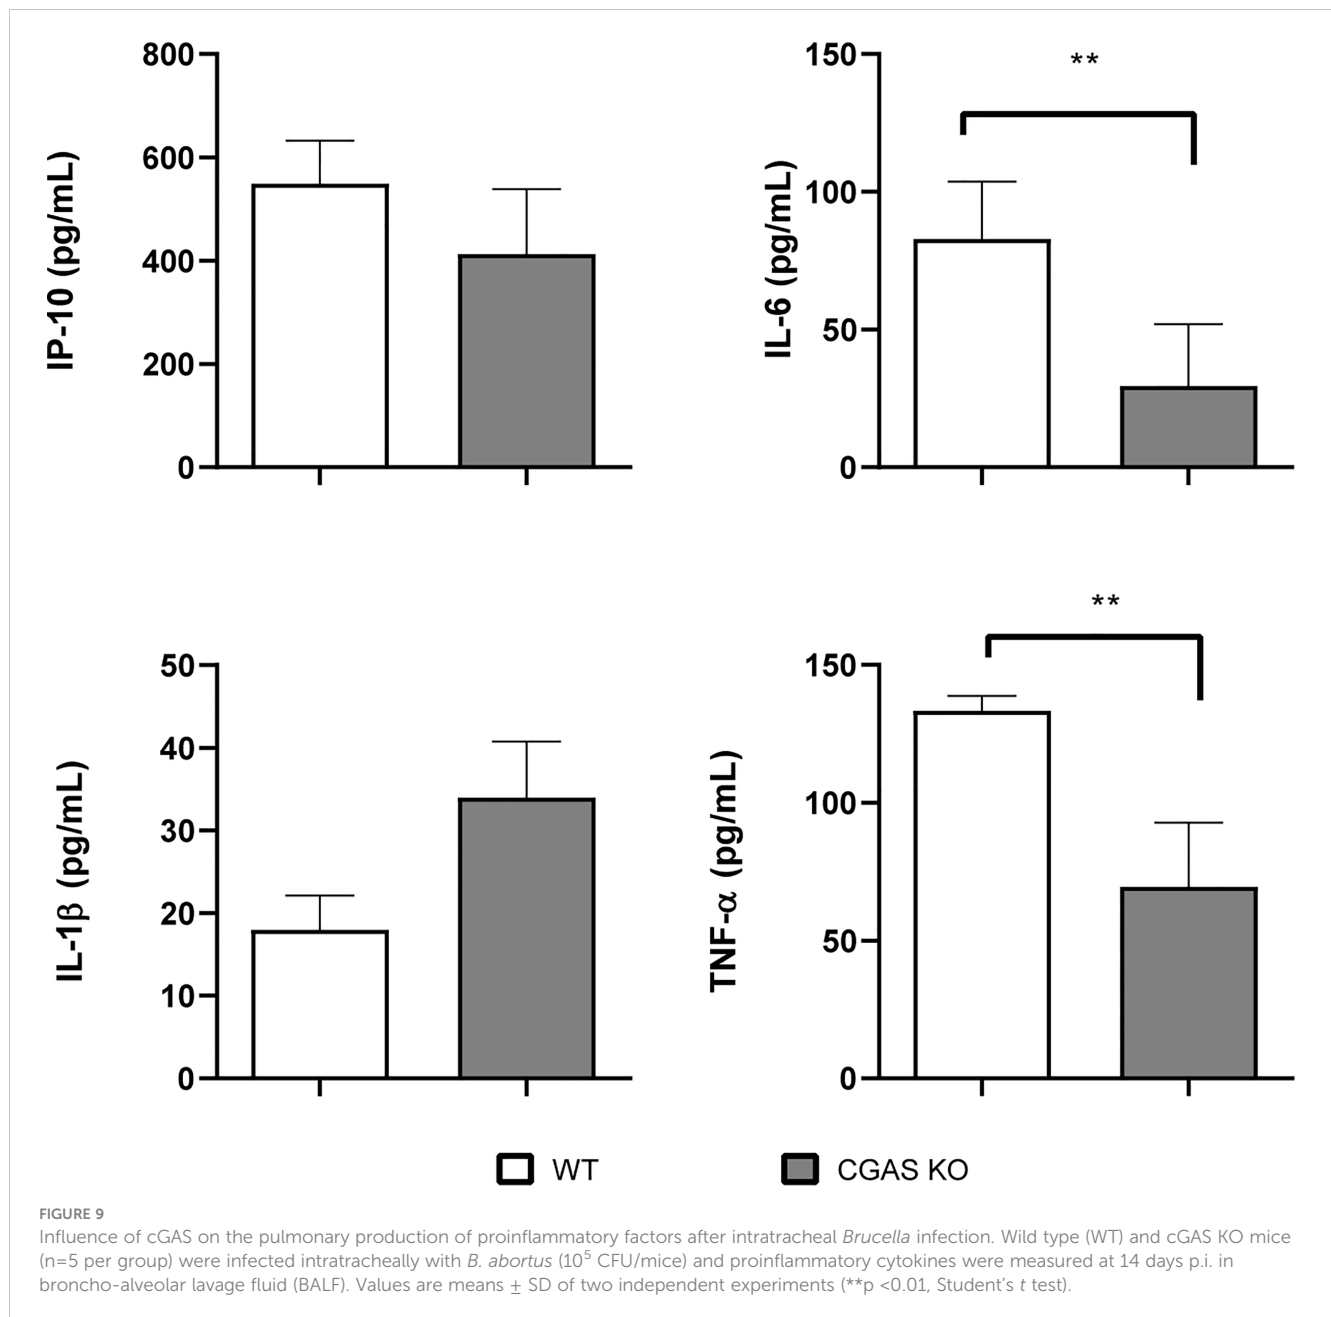 800
600
400
200
0
IP-10 (pg/mL)
150
100
50
0
IL-6 (pg/mL)
**
50
40
30
20
10
0
IL-1β (pg/mL)
150
100
50
0
TNF-α (pg/mL)
**
WT
CGAS KO
FIGURE 9
Influence of cGAS on the pulmonary production of proinflammatory factors after intratracheal Brucella infection. Wild type (WT) and cGAS KO mice
(n=5 per group) were infected intratracheally with B. abortus (10⁵ CFU/mice) and proinflammatory cytokines were measured at 14 days p.i. in
broncho-alveolar lavage fluid (BALF). Values are means ± SD of two independent experiments (**p <0.01, Student's t test).